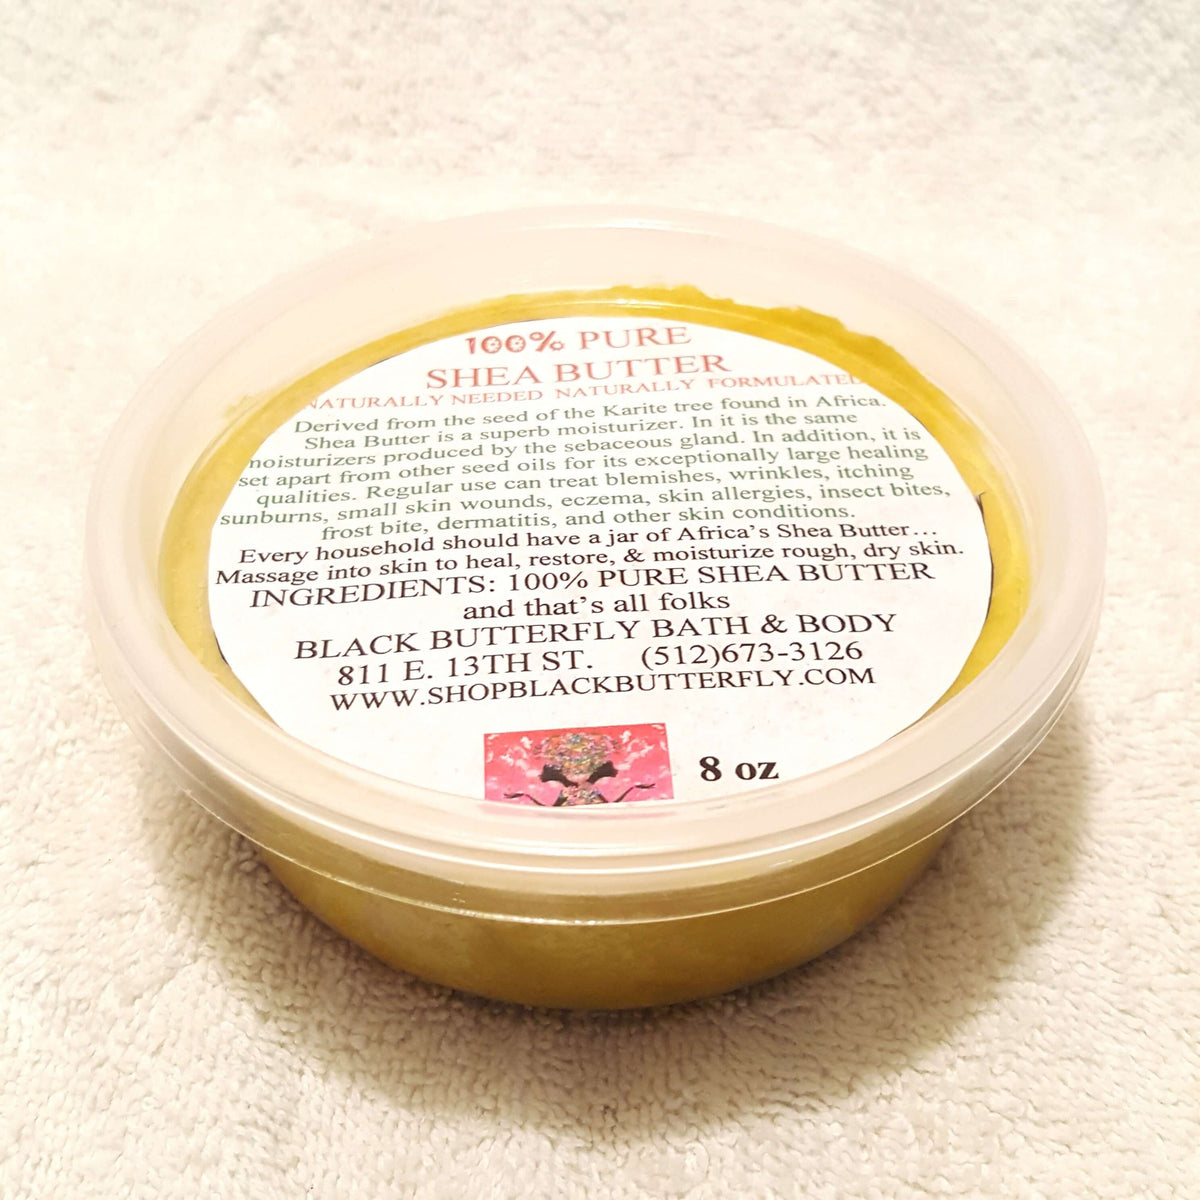 100% PURE
SHEA BUTTER
NATURALLY NEEDED NATURALLY FORMULATED
Derived from the seed of the Karite tree found in Africa.
Shea Butter is a superb moisturizer. In it is the same
moisturizers produced by the sebaceous gland. In addition, it is
set apart from other seed oils for its exceptionally large healing
qualities. Regular use can treat blemishes, wrinkles, itching
sunburns, small skin wounds, eczema, skin allergies, insect bites,
frost bite, dermatitis, and other skin conditions.
Every household should have a jar of Africa's Shea Butter...
Massage into skin to heal, restore, & moisturize rough, dry skin.
INGREDIENTS: 100% PURE SHEA BUTTER
and that's all folks
BLACK BUTTERFLY BATH & BODY
811 E. 13TH ST. (512)673-3126
WWW.SHOPBLACKBUTTERFLY.COM
8 oz